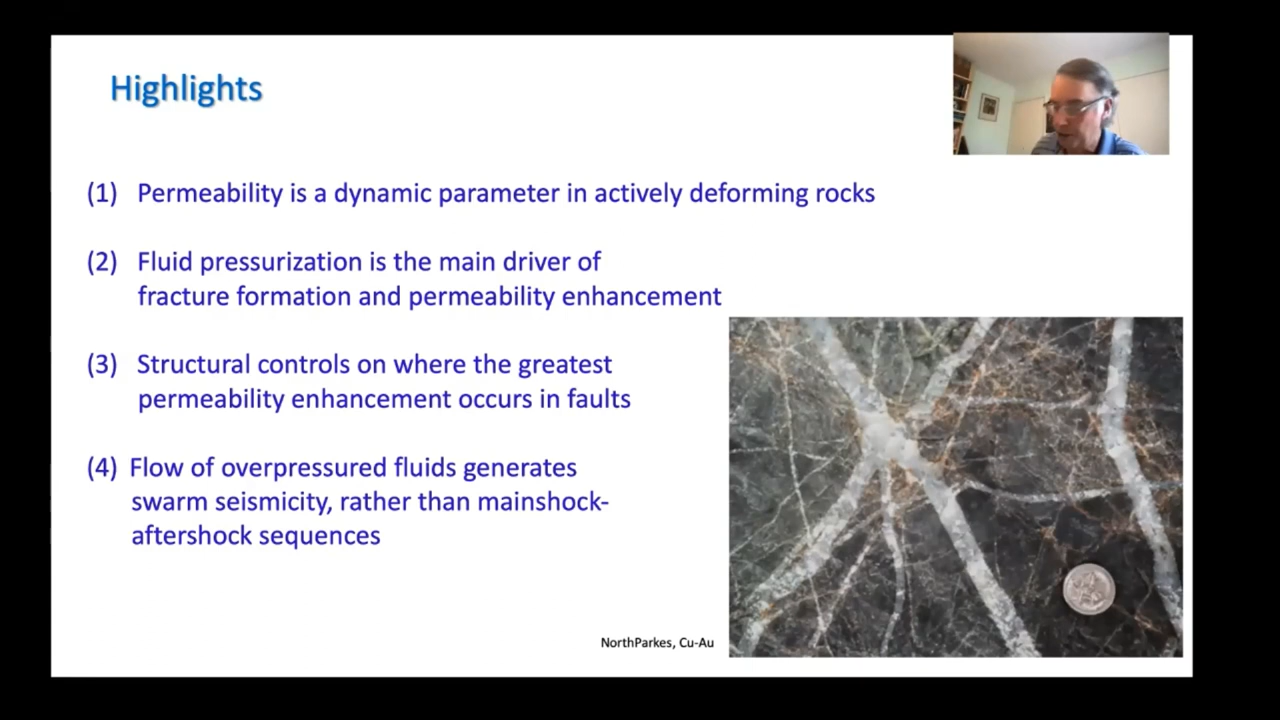 Highlights
(1) Permeability is a dynamic parameter in actively deforming rocks
(2) Fluid pressurization is the main driver of
fracture formation and permeability enhancement
(3) Structural controls on where the greatest
permeability enhancement occurs in faults
(4) Flow of overpressured fluids generates
swarm seismicity, rather than mainshock-
aftershock sequences
NorthParkes, Cu-Au